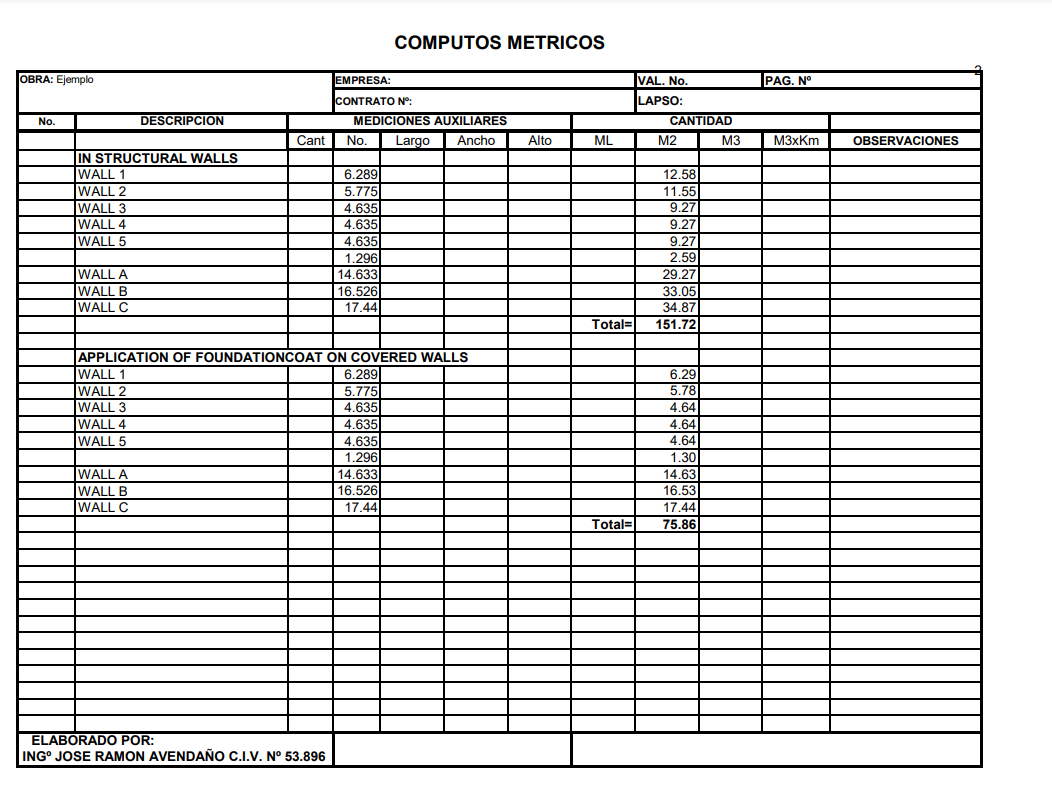 COMPUTOS METRICOS
2
OBRA: Ejemplo EMPRESA: VAL. No. PAG. Nº
CONTRATO Nº: LAPSO:
No. DESCRIPCION MEDICIONES AUXILIARES CANTIDAD
Cant No. Largo Ancho Alto ML M2 M3 M3xKm OBSERVACIONES
IN STRUCTURAL WALLS
WALL 1 6.289 12.58
WALL 2 5.775 11.55
WALL 3 4.635 9.27
WALL 4 4.635 9.27
WALL 5 4.635 9.27
1.296 2.59
WALL A 14.633 29.27
WALL B 16.526 33.05
WALL C 17.44 34.87
Total= 151.72
APPLICATION OF FOUNDATIONCOAT ON COVERED WALLS
WALL 1 6.289 6.29
WALL 2 5.775 5.78
WALL 3 4.635 4.64
WALL 4 4.635 4.64
WALL 5 4.635 4.64
1.296 1.30
WALL A 14.633 14.63
WALL B 16.526 16.53
WALL C 17.44 17.44
Total= 75.86
ELABORADO POR:
INGº JOSE RAMON AVENDAÑO C.I.V. Nº 53.896